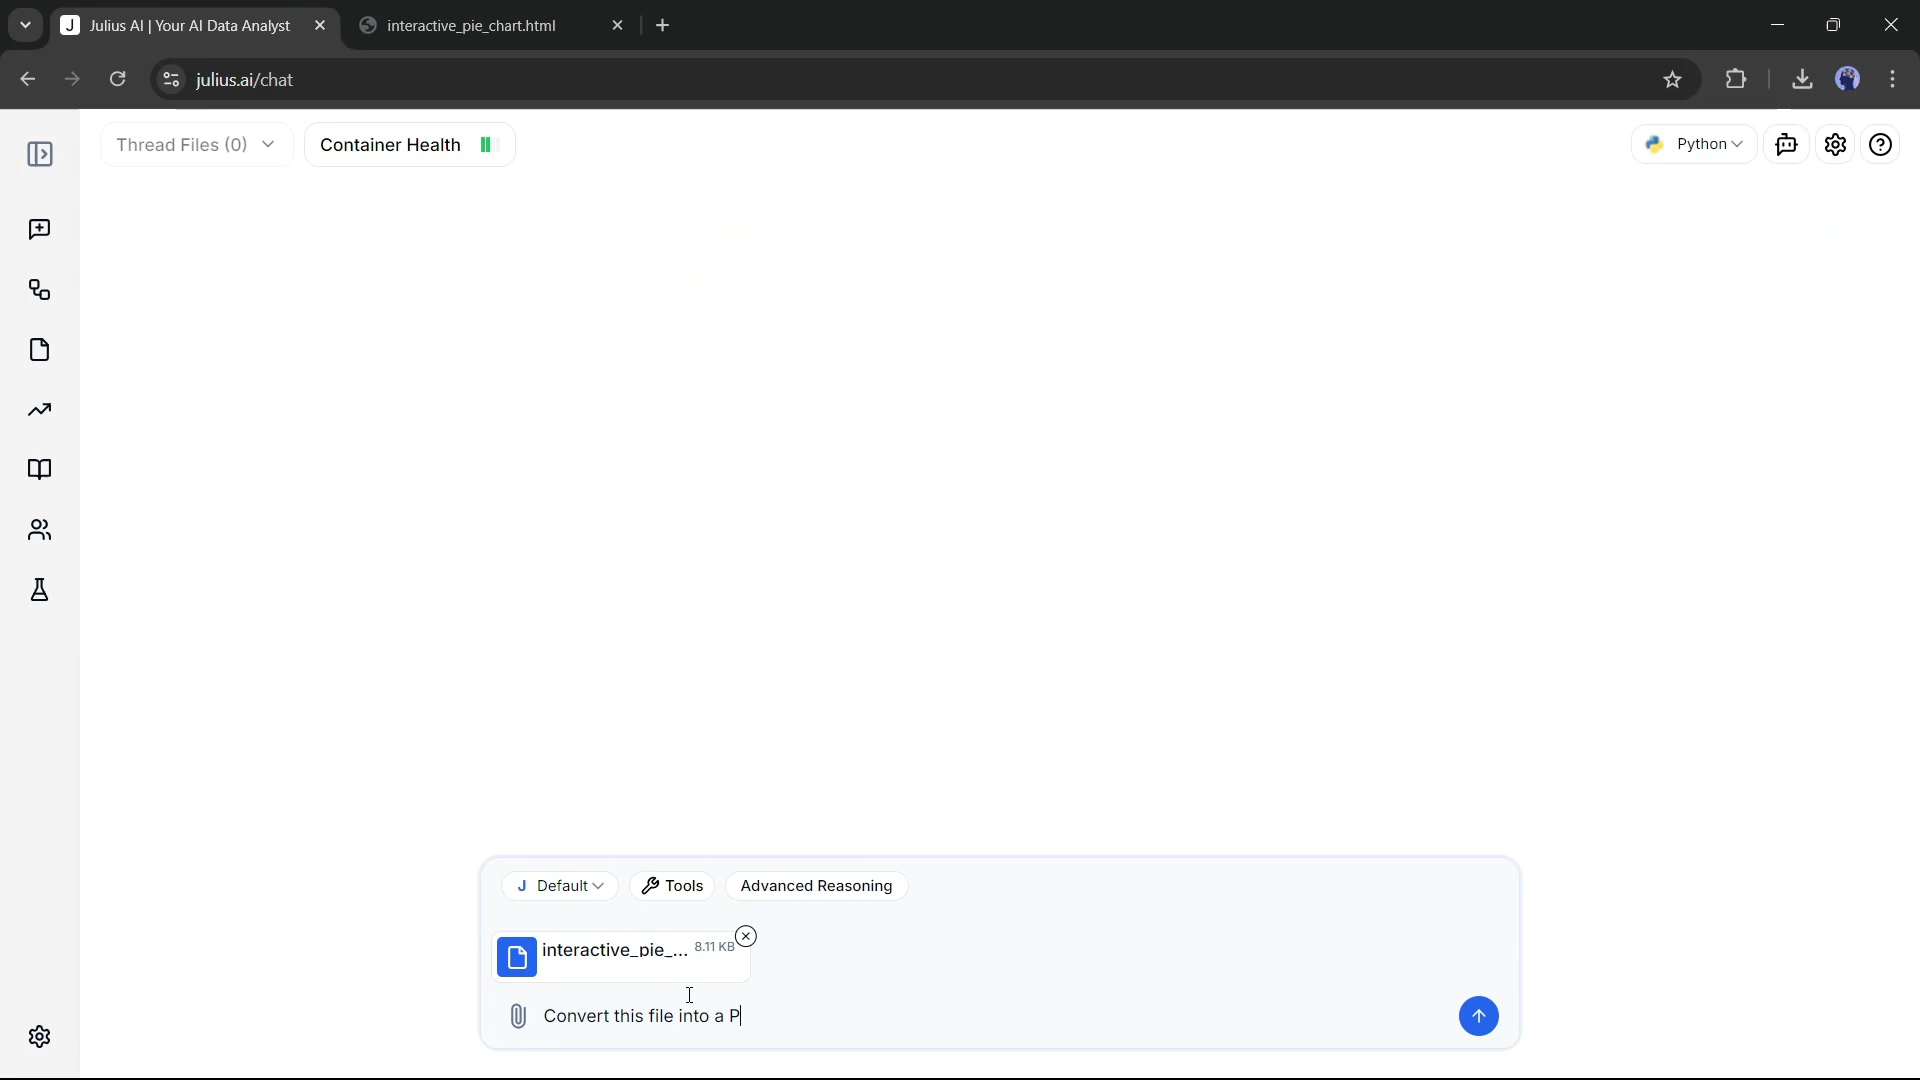 Julius AI | Your AI Data Analyst
interactive_pie_chart.html
julius.ai/chat
Thread Files (0)
Container Health
Python
J Default
Tools
Advanced Reasoning
interactive_pie_... 8.11 KB
Convert this file into a P